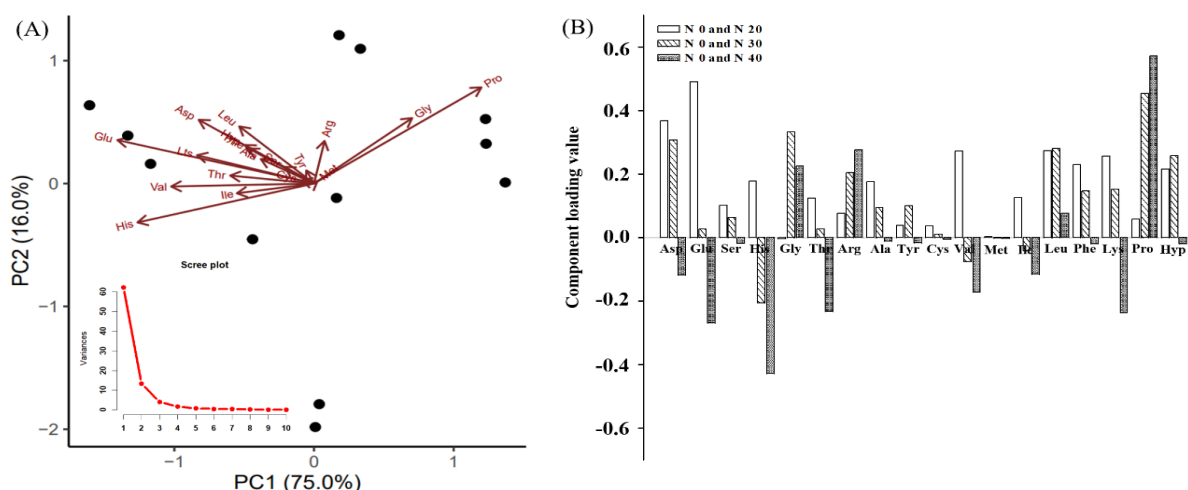 (A)
PC2 (16.0%)
1
0
−1
−2
Pro
Gly
Arg
Leu
Asp
Glu
Lts
Ala
Tyr
Met
Thr
Val
Ile
His
Scree plot
Variances
60
50
40
30
20
10
0
1 2 3 4 5 6 7 8 9 10
−1 0 1
PC1 (75.0%)
(B)
Component loading value
N 0 and N 20
N 0 and N 30
N 0 and N 40
0.6
0.4
0.2
0.0
-0.2
-0.4
-0.6
Asp Glu Ser His Gly Thr Arg Ala Tyr Cys Val Met Ile Leu Phe Lys Pro Hyp